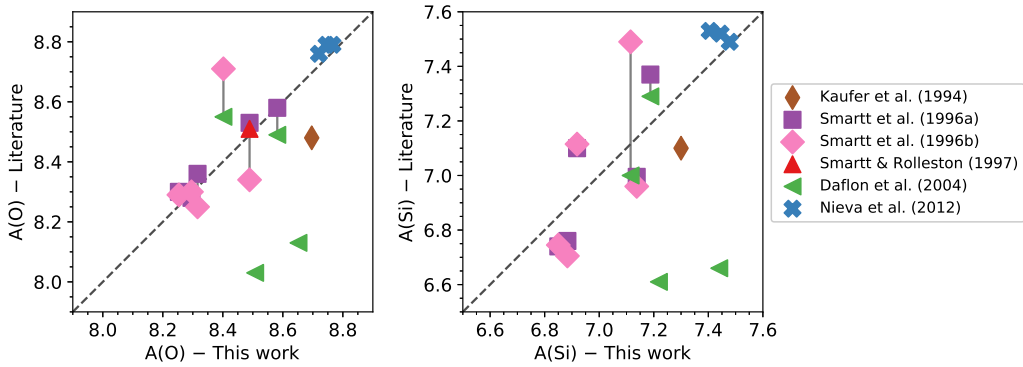 8.8
8.6
8.4
8.2
8.0
A(O) − Literature
8.0 8.2 8.4 8.6 8.8
A(O) − This work
7.6
7.4
7.2
7.0
6.8
6.6
A(Si) − Literature
6.6 6.8 7.0 7.2 7.4 7.6
A(Si) − This work
Kaufer et al. (1994)
Smartt et al. (1996a)
Smartt et al. (1996b)
Smartt & Rolleston (1997)
Daflon et al. (2004)
Nieva et al. (2012)